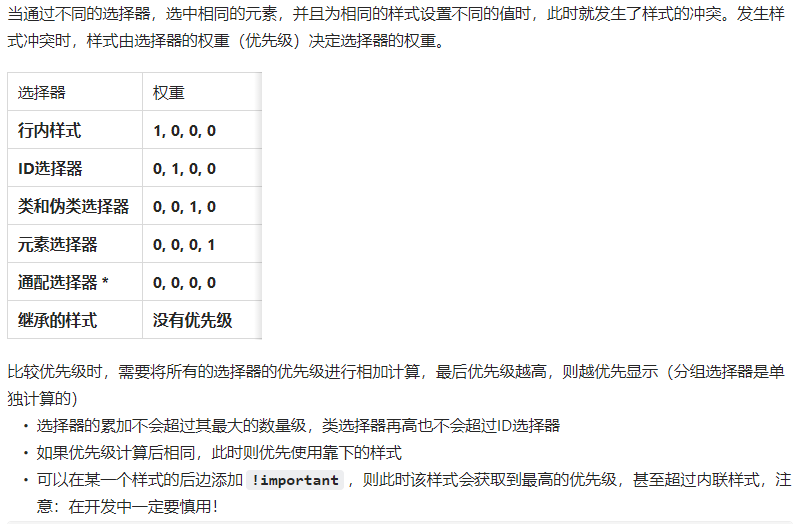 当通过不同的选择器，选中相同的元素，并且为相同的样式设置不同的值时，此时就发生了样式的冲突。发生样
式冲突时，样式由选择器的权重（优先级）决定选择器的权重。
选择器 权重
行内样式 1, 0, 0, 0
ID选择器 0, 1, 0, 0
类和伪类选择器 0, 0, 1, 0
元素选择器 0, 0, 0, 1
通配选择器 * 0, 0, 0, 0
继承的样式 没有优先级
比较优先级时，需要将所有的选择器的优先级进行相加计算，最后优先级越高，则越优先显示（分组选择器是单
独计算的）
• 选择器的累加不会超过其最大的数量级，类选择器再高也不会超过ID选择器
• 如果优先级计算后相同，此时则优先使用靠下的样式
• 可以在某一个样式的后边添加 !important ，则此时该样式会获取到最高的优先级，甚至超过内联样式，注
意：在开发中一定要慎用！